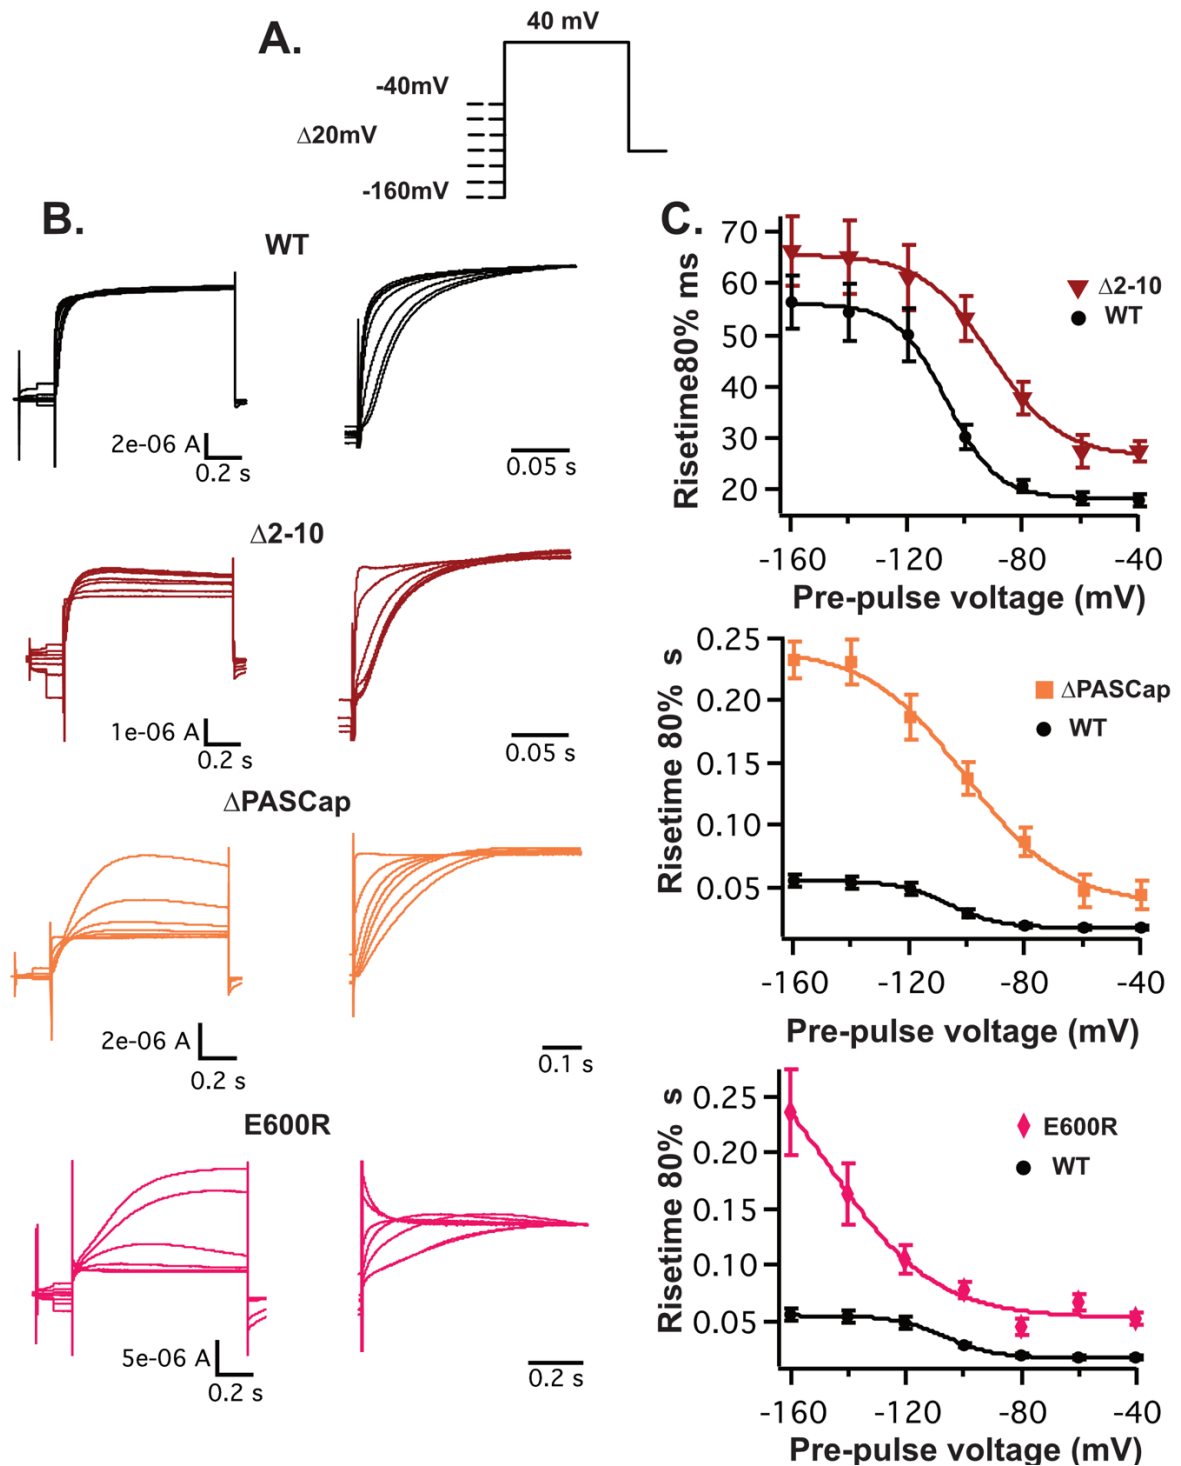 A.
40 mV
-40mV
Δ20mV
-160mV
B.
WT
2e-06 A
0.2 s
0.05 s
Δ2-10
1e-06 A
0.2 s
0.05 s
ΔPASCap
2e-06 A
0.2 s
0.1 s
E600R
5e-06 A
0.2 s
0.2 s
C.
Risetime80% ms
70
60
50
40
30
20
Δ2-10
WT
-160
-120
-80
-40
Pre-pulse voltage (mV)
Risetime 80% s
0.25
0.20
0.15
0.10
0.05
ΔPASCap
WT
-160
-120
-80
-40
Pre-pulse voltage (mV)
Risetime 80% s
0.25
0.20
0.15
0.10
0.05
E600R
WT
-160
-120
-80
-40
Pre-pulse voltage (mV)